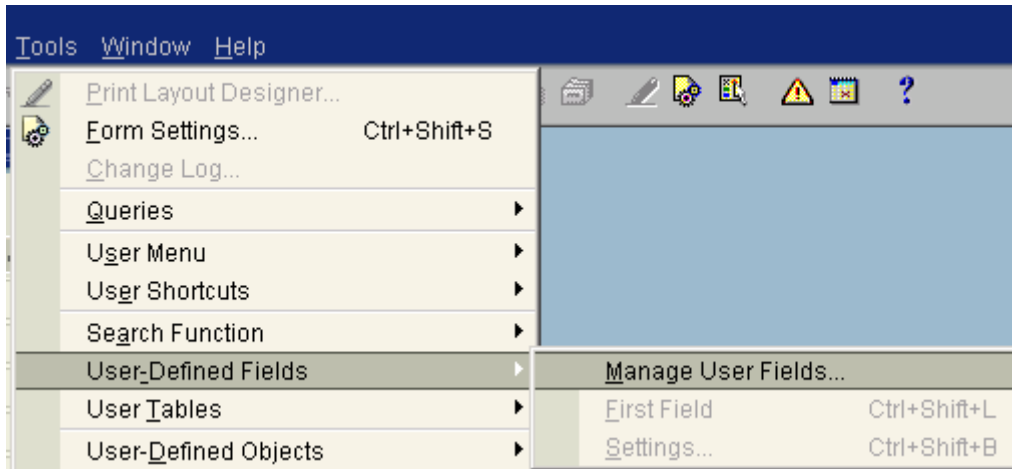 Tools Window Help
Print Layout Designer...
Form Settings... Ctrl+Shift+S
Change Log...
Queries
User Menu
User Shortcuts
Search Function
User-Defined Fields
Manage User Fields...
User Tables
First Field Ctrl+Shift+L
User-Defined Objects
Settings... Ctrl+Shift+B